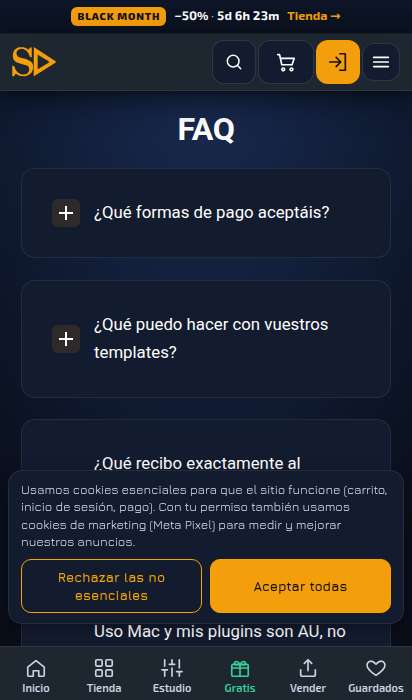 BLACK MONTH −50% · 5d 6h 23m Tienda →
S
FAQ
¿Qué formas de pago aceptáis?
¿Qué puedo hacer con vuestros
templates?
¿Qué recibo exactamente al
Usamos cookies esenciales para que el sitio funcione (carrito,
inicio de sesión, pago). Con tu permiso también usamos
cookies de marketing (Meta Pixel) para medir y mejorar
nuestros anuncios.
Rechazar las no
esenciales
Aceptar todas
Uso Mac y mis plugins son AU, no
Inicio Tienda Estudio Gratis Vender Guardados